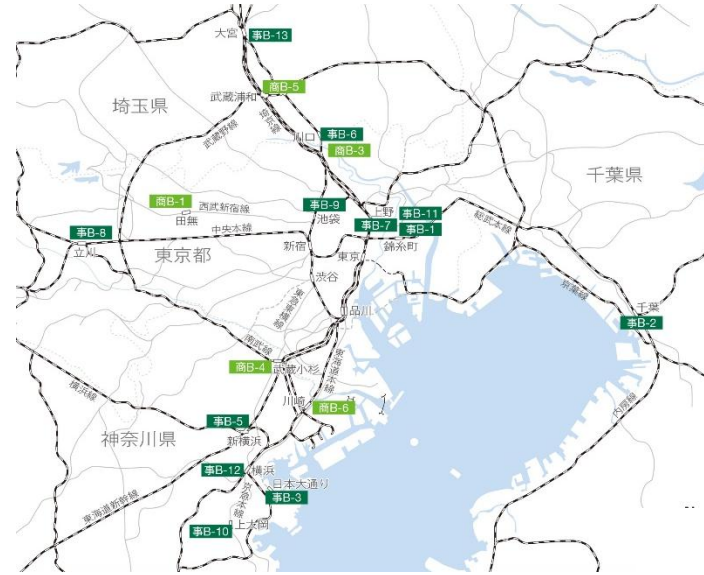 大宮
事B-13
商B-5
武蔵浦和
埼玉県
埼京線
武蔵野線
川口
事B-6
商B-3
千葉県
商B-1
西武新宿線
田無
事B-9
池袋
上野
事B-11
事B-7
事B-1
総武本線
事B-8
立川
中央本線
東京都
新宿
東京
錦糸町
渋谷
京葉線
千葉
事B-2
東急東横線
品川
南武線
商B-4
武蔵小杉
東海道本線
横浜線
川崎
商B-6
内房線
神奈川県
事B-5
新横浜
事B-12
横浜
日本大通り
事B-3
東海道新幹線
京急本線
事B-10
上大岡